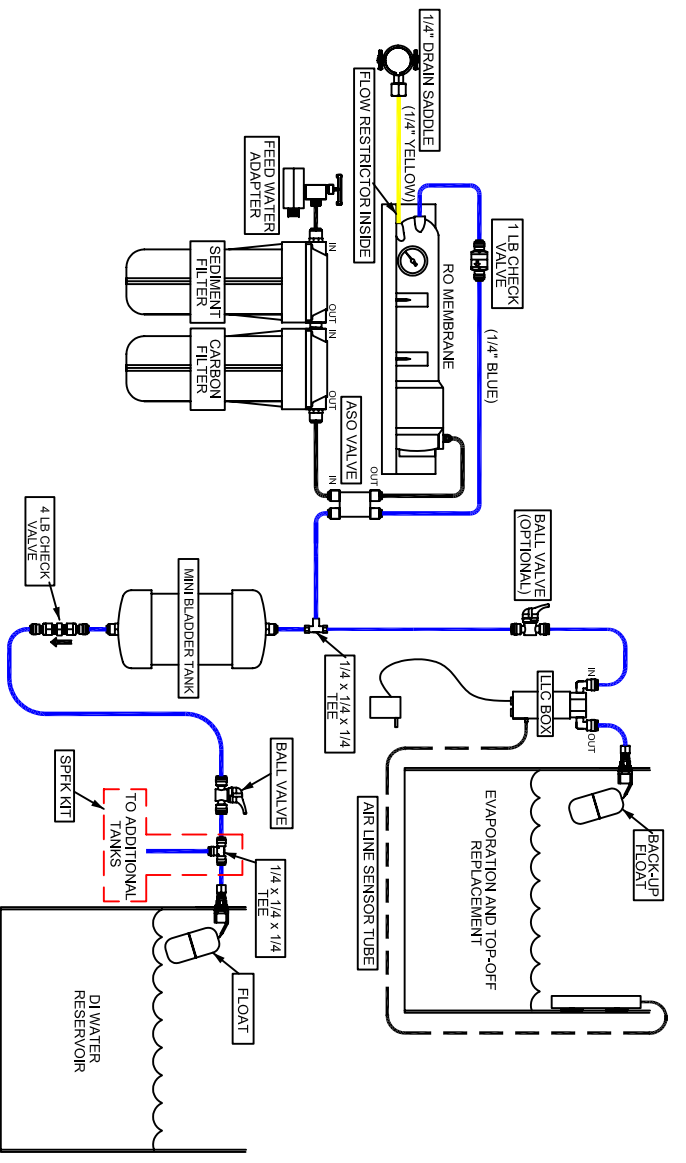 1/4" DRAIN SADDLE
(1/4" YELLOW)
FLOW RESTRICTOR INSIDE
FEED WATER
ADAPTER
IN
SEDIMENT
FILTER
OUT
IN
CARBON
FILTER
OUT
RO MEMBRANE
1 LB CHECK
VALVE
(1/4" BLUE)
ASO VALVE
IN
OUT
BALL VALVE
(OPTIONAL)
IN
LLC BOX
OUT
BACK-UP
FLOAT
EVAPORATION AND TOP-OFF
REPLACEMENT
AIR LINE SENSOR TUBE
1/4 x 1/4 x 1/4
TEE
MINI BLADDER TANK
4 LB CHECK
VALVE
BALL VALVE
1/4 x 1/4 x 1/4
TEE
SPFK KIT
TO ADDITIONAL
TANKS
FLOAT
DI WATER
RESERVOIR